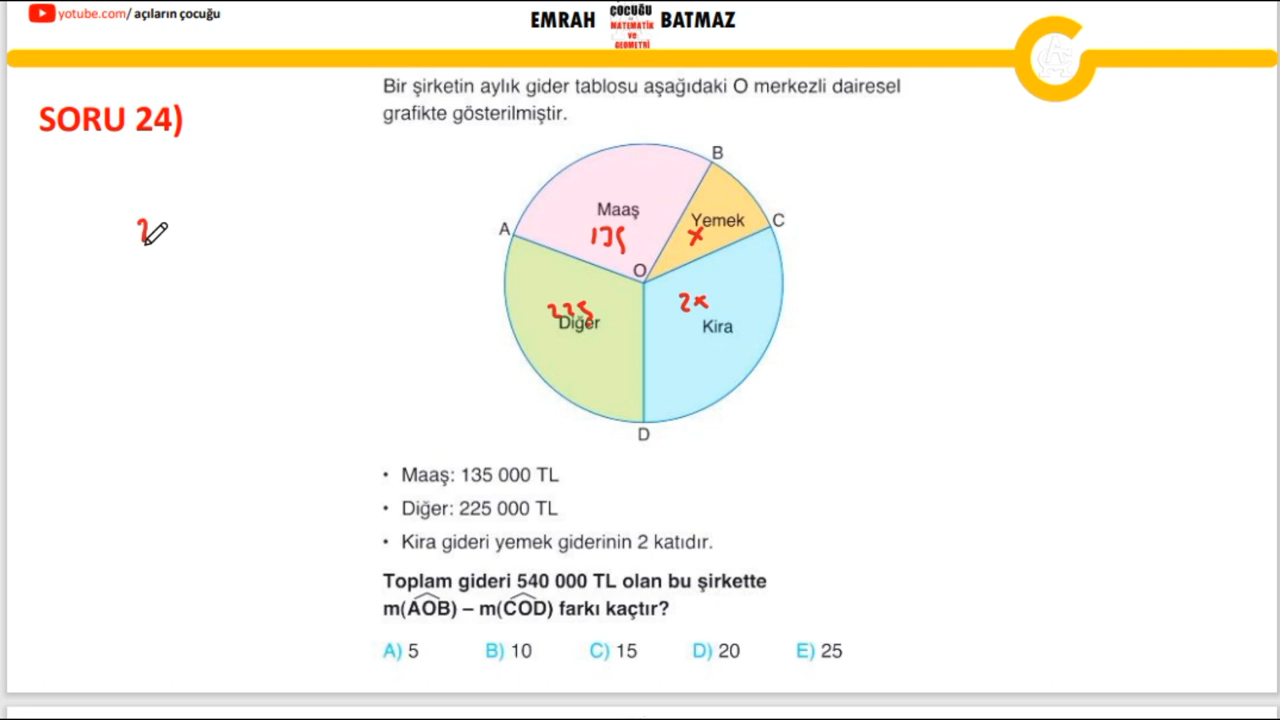 yotube.com/ açıların çocuğu
EMRAH ÇOCUĞU MATEMATİK ve GEOMETRİ BATMAZ
SORU 24)
Bir şirketin aylık gider tablosu aşağıdaki O merkezli dairesel
grafikte gösterilmiştir.
B
Maaş
135
Yemek
x
C
A
O
225
Diğer
2x
Kira
D
• Maaş: 135 000 TL
• Diğer: 225 000 TL
• Kira gideri yemek giderinin 2 katıdır.
Toplam gideri 540 000 TL olan bu şirkette
m(AOB) – m(COD) farkı kaçtır?
A) 5 B) 10 C) 15 D) 20 E) 25